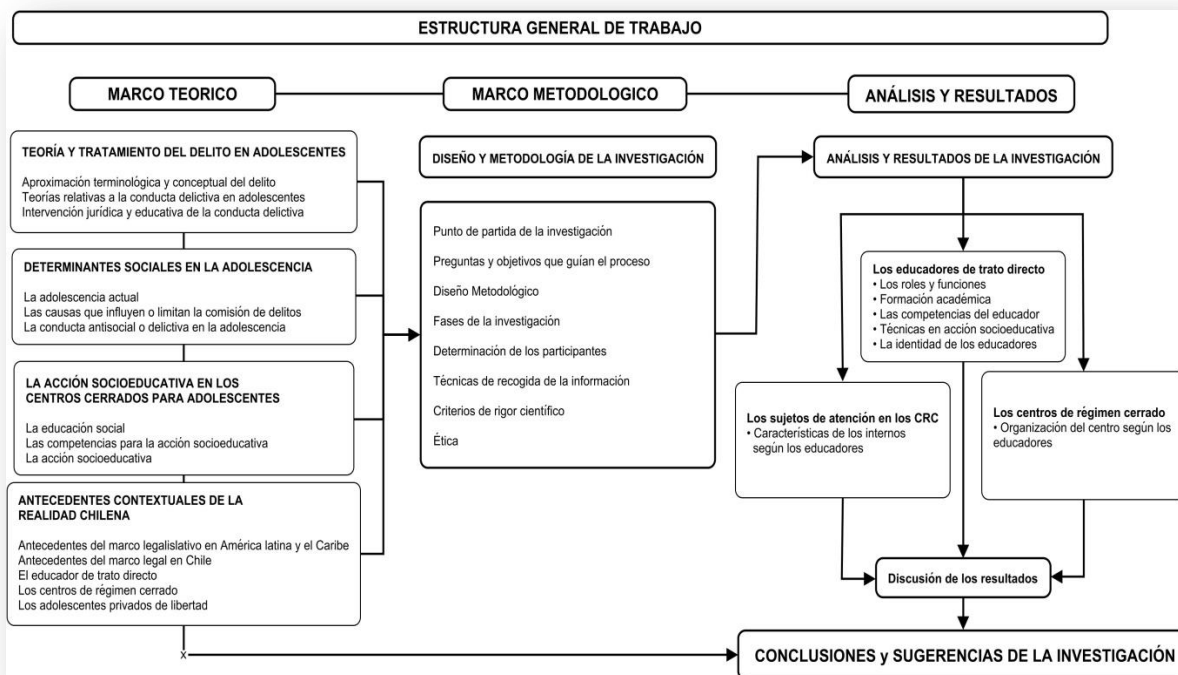 ESTRUCTURA GENERAL DE TRABAJO
MARCO TEORICO
MARCO METODOLOGICO
ANÁLISIS Y RESULTADOS
TEORÍA Y TRATAMIENTO DEL DELITO EN ADOLESCENTES
Aproximación terminológica y conceptual del delito
Teorías relativas a la conducta delictiva en adolescentes
Intervención jurídica y educativa de la conducta delictiva
DETERMINANTES SOCIALES EN LA ADOLESCENCIA
La adolescencia actual
Las causas que influyen o limitan la comisión de delitos
La conducta antisocial o delictiva en la adolescencia
LA ACCIÓN SOCIOEDUCATIVA EN LOS
CENTROS CERRADOS PARA ADOLESCENTES
La educación social
Las competencias para la acción socioeducativa
La acción socioeducativa
ANTECEDENTES CONTEXTUALES DE LA
REALIDAD CHILENA
Antecedentes del marco legalislativo en América latina y el Caribe
Antecedentes del marco legal en Chile
El educador de trato directo
Los centros de régimen cerrado
Los adolescentes privados de libertad
x
DISEÑO Y METODOLOGÍA DE LA INVESTIGACIÓN
Punto de partida de la investigación
Preguntas y objetivos que guían el proceso
Diseño Metodológico
Fases de la investigación
Determinación de los participantes
Técnicas de recogida de la información
Criterios de rigor científico
Ética
ANÁLISIS Y RESULTADOS DE LA INVESTIGACIÓN
Los educadores de trato directo
• Los roles y funciones
• Formación académica
• Las competencias del educador
• Técnicas en acción socioeducativa
• La identidad de los educadores
Los sujetos de atención en los CRC
• Características de los internos
según los educadores
Los centros de régimen cerrado
• Organización del centro según los
educadores
Discusión de los resultados
CONCLUSIONES y SUGERENCIAS DE LA INVESTIGACIÓN